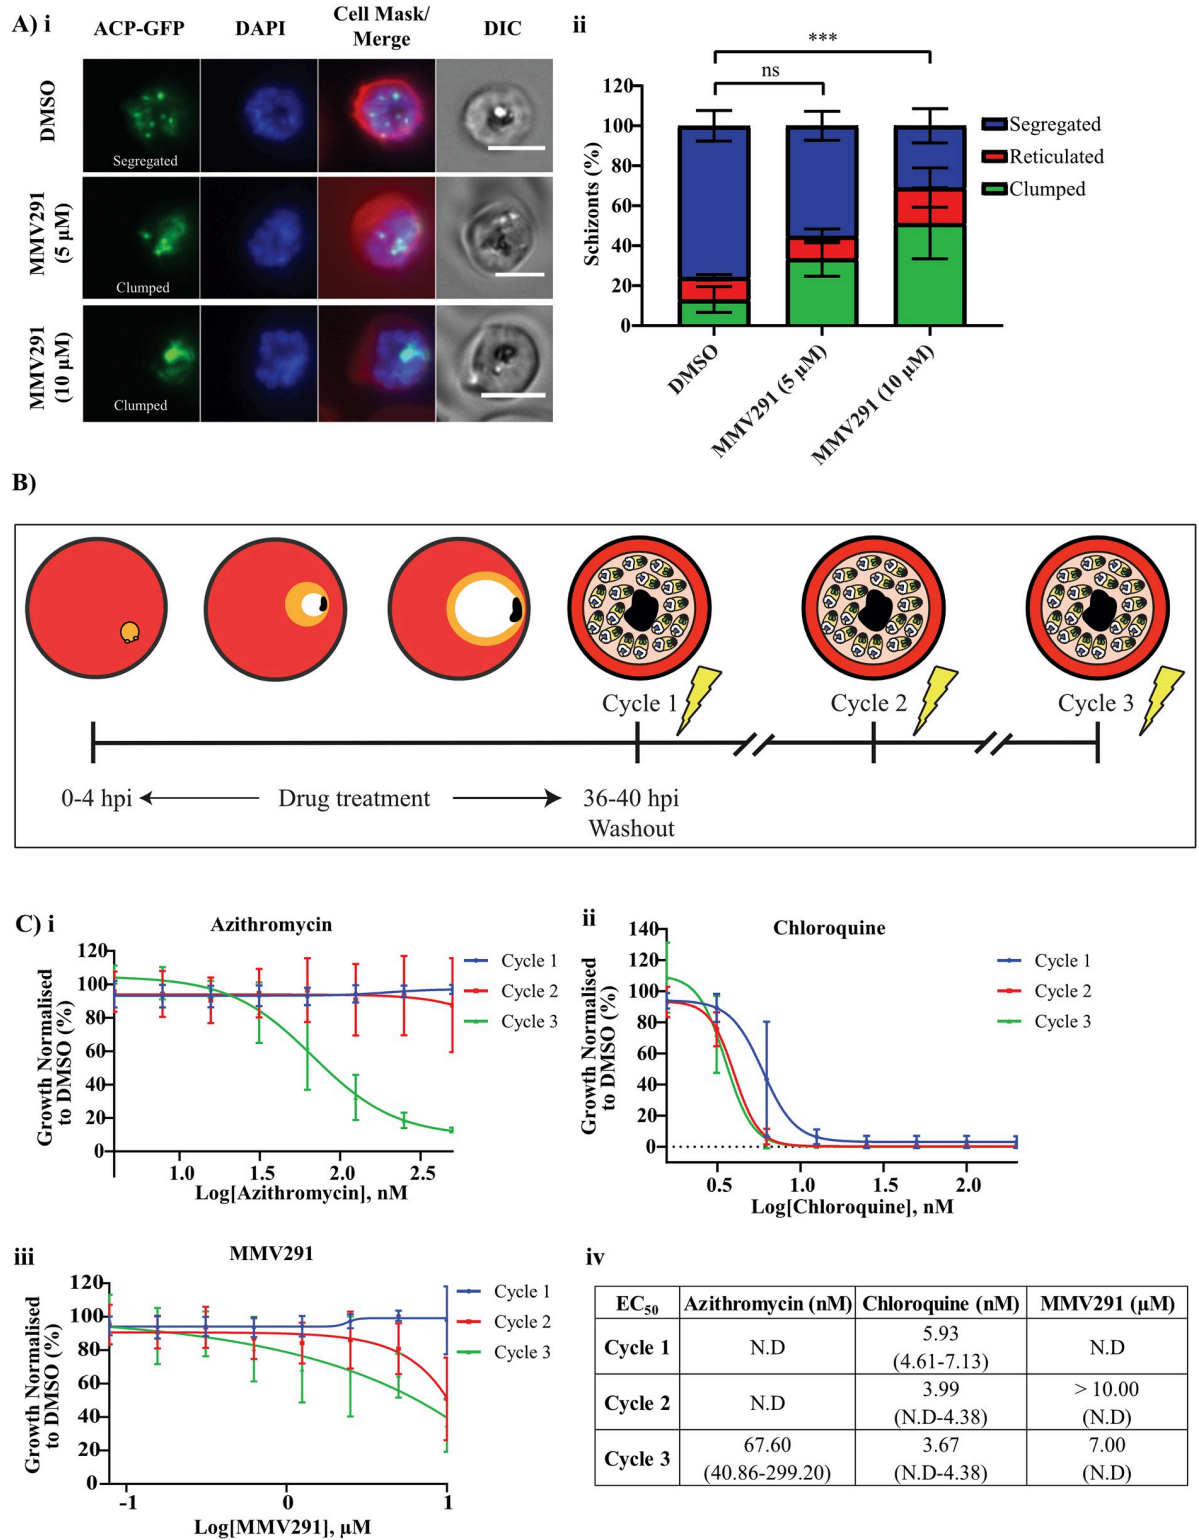 A) i
ACP-GFP
DAPI
Cell Mask/
Merge
DIC
DMSO
Segregated
MMV291
(5 µM)
Clumped
MMV291
(10 µM)
Clumped
ii
***
ns
Schizonts (%)
120
100
80
60
40
20
0
DMSO
MMV291 (5 µM)
MMV291 (10 µM)
Segregated
Reticulated
Clumped
B)
Cycle 1
Cycle 2
Cycle 3
0-4 hpi
Drug treatment
36-40 hpi
Washout
C) i
Azithromycin
Growth Normalised
to DMSO (%)
120
100
80
60
40
20
0
1.0
1.5
2.0
2.5
Log[Azithromycin], nM
Cycle 1
Cycle 2
Cycle 3
ii
Chloroquine
Growth Normalised
to DMSO (%)
140
120
100
80
60
40
20
0
0.5
1.0
1.5
2.0
Log[Chloroquine], nM
Cycle 1
Cycle 2
Cycle 3
iii
MMV291
Growth Normalised
to DMSO (%)
120
100
80
60
40
20
0
-1
0
1
Log[MMV291], µM
Cycle 1
Cycle 2
Cycle 3
iv
EC50 Azithromycin (nM) Chloroquine (nM) MMV291 (µM)
Cycle 1 N.D 5.93 (4.61-7.13) N.D
Cycle 2 N.D 3.99 (N.D-4.38) > 10.00 (N.D)
Cycle 3 67.60 (40.86-299.20) 3.67 (N.D-4.38) 7.00 (N.D)